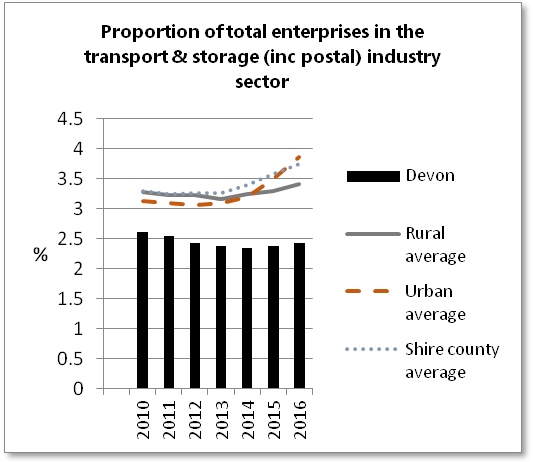 Proportion of total enterprises in the
transport & storage (inc postal) industry
sector
4.5
4
3.5
3
2.5
2
1.5
1
0.5
0
%
2010
2011
2012
2013
2014
2015
2016
Devon
Rural
average
Urban
average
Shire county
average